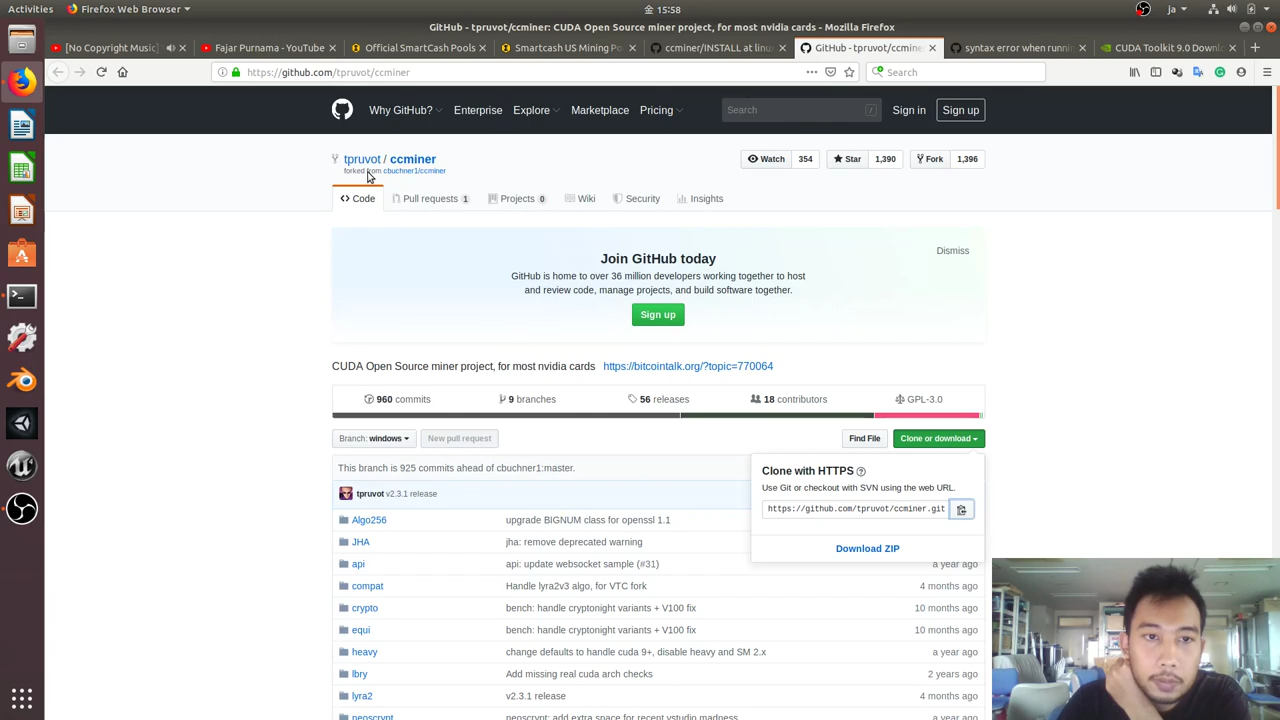 Activities
Firefox Web Browser
金 15:58
ja
GitHub - tpruvot/ccminer: CUDA Open Source miner project, for most nvidia cards - Mozilla Firefox
[No Copyright Music]
Fajar Purnama - YouTube
Official SmartCash Pools
Smartcash US Mining Po
ccminer/INSTALL at linux
GitHub - tpruvot/ccmine
syntax error when runnin
CUDA Toolkit 9.0 Downl
https://github.com/tpruvot/ccminer
Search
Why GitHub?
Enterprise
Explore
Marketplace
Pricing
Search
/
Sign in
Sign up
tpruvot / ccminer
Watch 354
Star 1,390
Fork 1,396
forked from cbuchner1/ccminer
Code
Pull requests 1
Projects 0
Wiki
Security
Insights
Join GitHub today
Dismiss
GitHub is home to over 36 million developers working together to host
and review code, manage projects, and build software together.
Sign up
CUDA Open Source miner project, for most nvidia cards https://bitcointalk.org/?topic=770064
960 commits
9 branches
56 releases
18 contributors
GPL-3.0
Branch: windows
New pull request
Find File
Clone or download
This branch is 925 commits ahead of cbuchner1:master.
Clone with HTTPS
Use Git or checkout with SVN using the web URL.
https://github.com/tpruvot/ccminer.git
Download ZIP
tpruvot v2.3.1 release
Algo256 upgrade BIGNUM class for openssl 1.1
JHA jha: remove deprecated warning
api api: update websocket sample (#31) a year ago
compat Handle lyra2v3 algo, for VTC fork 4 months ago
crypto bench: handle cryptonight variants + V100 fix 10 months ago
equi bench: handle cryptonight variants + V100 fix 10 months ago
heavy change defaults to handle cuda 9+, disable heavy and SM 2.x a year ago
lbry Add missing real cuda arch checks 2 years ago
lyra2 v2.3.1 release 4 months ago
neoscrypt neoscrypt: add extra space for recent vstudio madness a year ago